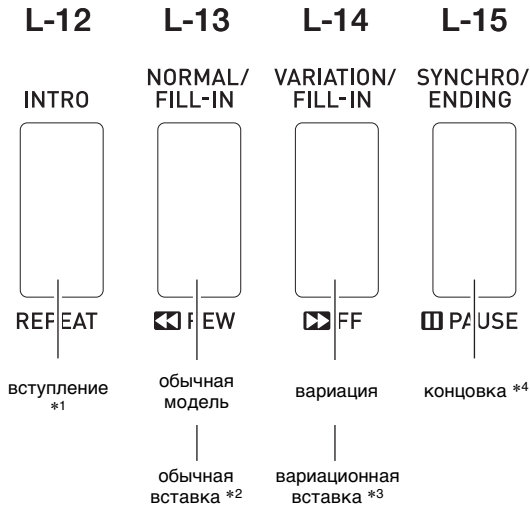 L-12 L-13 L-14 L-15
INTRO NORMAL/ FILL-IN VARIATION/ FILL-IN SYNCHRO/ ENDING
REPEAT REW FF PAUSE
вступление *1
обычная модель
вариация
концовка *4
обычная вставка *2
вариационная вставка *3